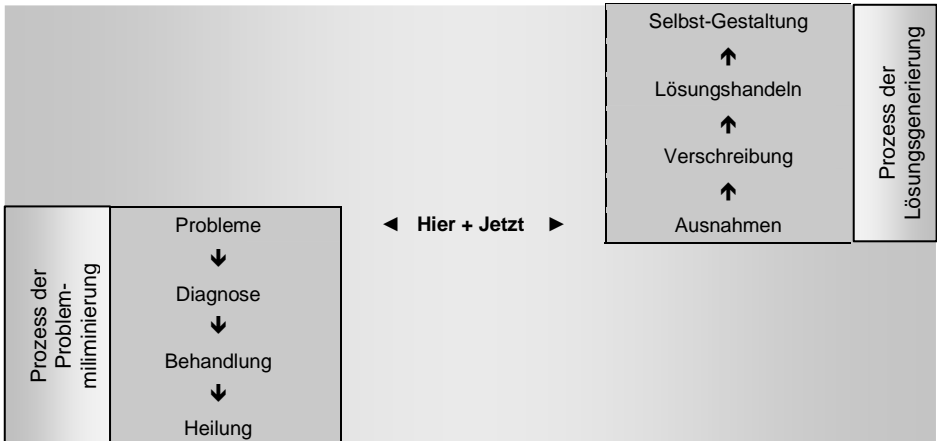 Selbst-Gestaltung
↑
Lösungshandeln
↑
Verschreibung
↑
Ausnahmen
Prozess der
Lösungsgenerierung
◄ Hier + Jetzt ►
Prozess der
Problem-
miliminierung
Probleme
↓
Diagnose
↓
Behandlung
↓
Heilung